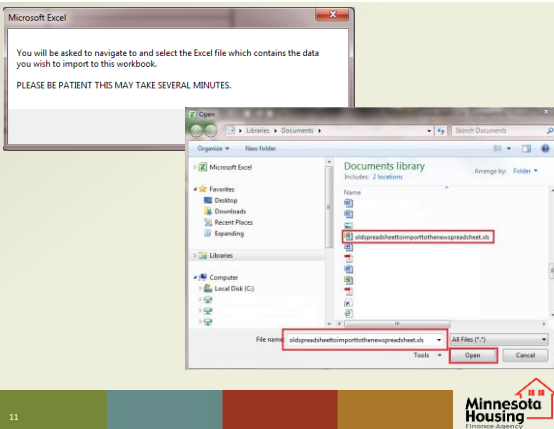 Microsoft Excel
You will be asked to navigate to and select the Excel file which contains the data
you wish to import to this workbook.
PLEASE BE PATIENT THIS MAY TAKE SEVERAL MINUTES.
Open
Libraries Documents
Search Documents
Organize New folder
Microsoft Excel
Favorites
Desktop
Downloads
Recent Places
Expanding
Libraries
Computer
Local Disk (C:)
Documents library
Includes: 2 locations
Arrange by: Folder
Name
oldspreadsheettoimporttothenewspreadsheet.xls
File name: oldspreadsheettoimporttothenewspreadsheet.xls
All Files (*.*)
Tools Open Cancel
11
Minnesota
Housing
Finance Agency